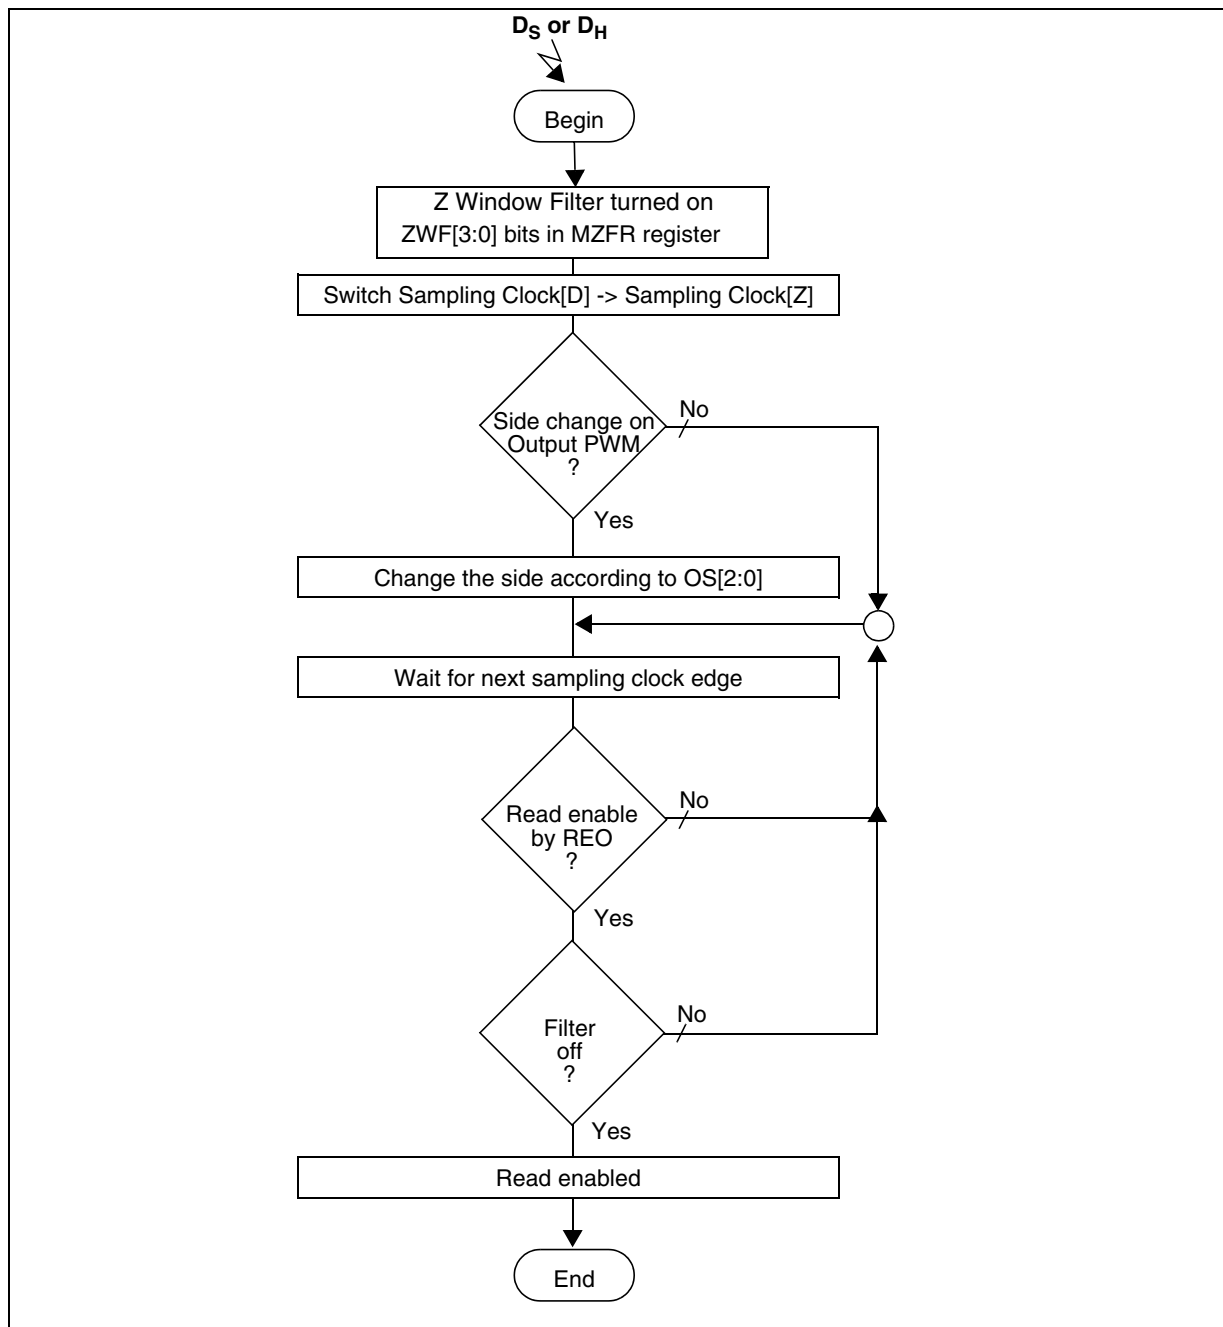 DS or DH
Begin
Z Window Filter turned on
ZWF[3:0] bits in MZFR register
Switch Sampling Clock[D] -> Sampling Clock[Z]
Side change on
Output PWM
?
No
Yes
Change the side according to OS[2:0]
Wait for next sampling clock edge
Read enable
by REO
?
No
Yes
Filter
off
?
No
Yes
Read enabled
End